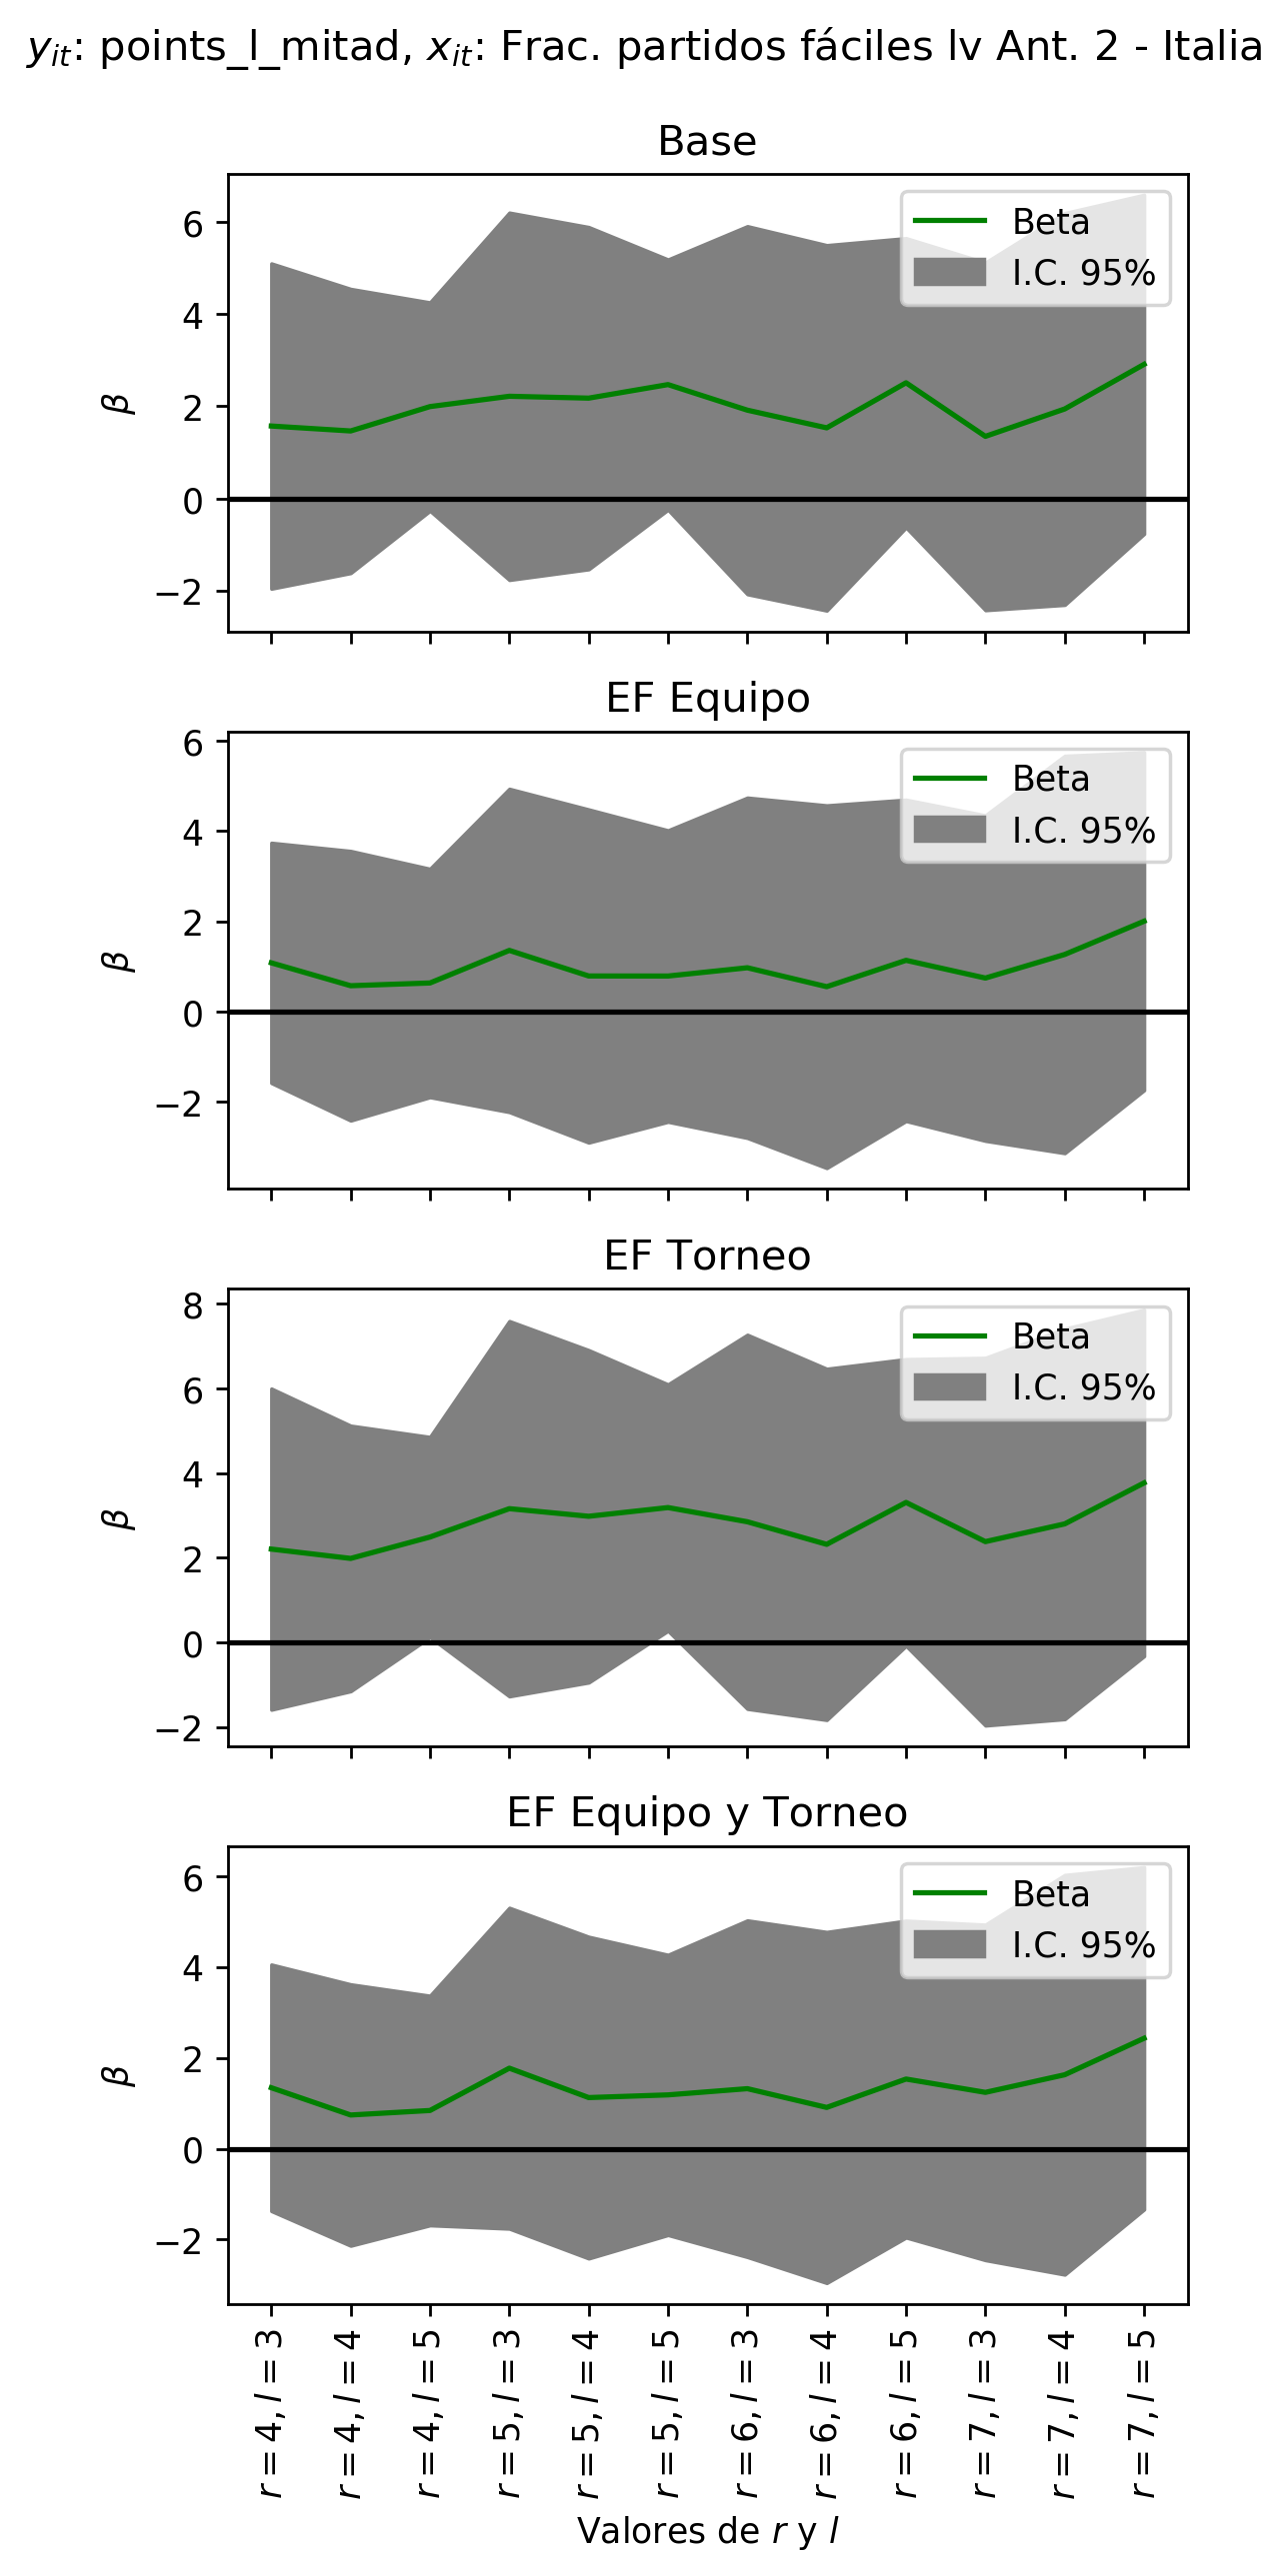 y_it: points_l_mitad, x_it: Frac. partidos fáciles lv Ant. 2 - Italia
Base
Beta
I.C. 95%
6
4
2
0
−2
β
EF Equipo
Beta
I.C. 95%
6
4
2
0
−2
β
EF Torneo
Beta
I.C. 95%
8
6
4
2
0
−2
β
EF Equipo y Torneo
Beta
I.C. 95%
6
4
2
0
−2
β
r = 4, l = 3
r = 4, l = 4
r = 4, l = 5
r = 5, l = 3
r = 5, l = 4
r = 5, l = 5
r = 6, l = 3
r = 6, l = 4
r = 6, l = 5
r = 7, l = 3
r = 7, l = 4
r = 7, l = 5
Valores de r y l